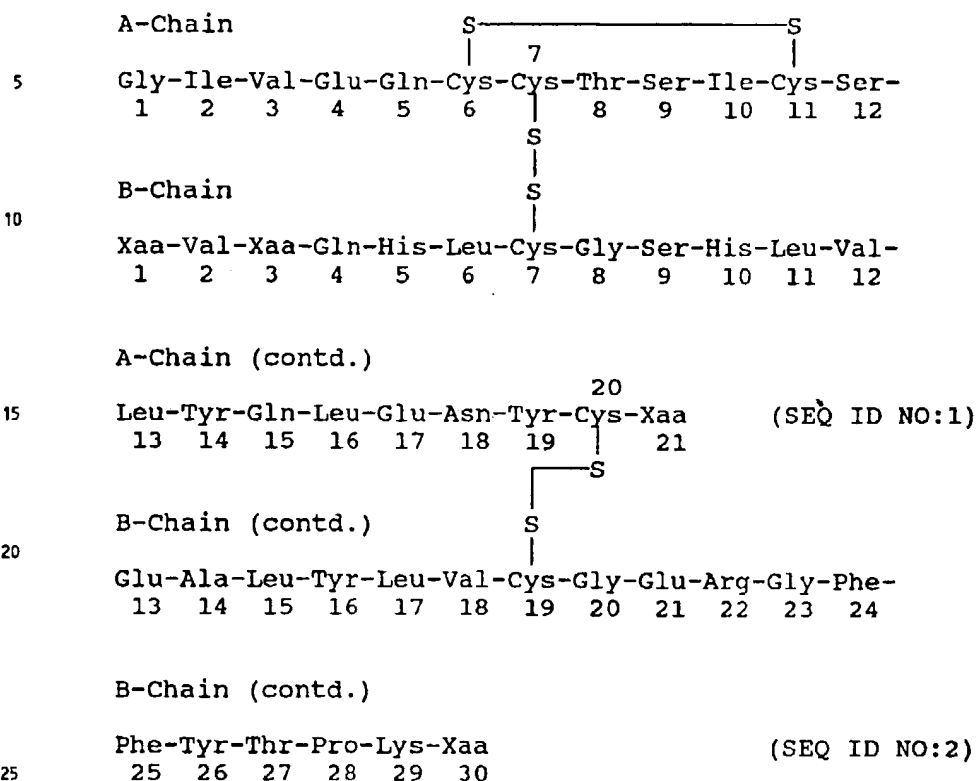 A-Chain
S S
7
5 Gly-Ile-Val-Glu-Gln-Cys-Cys-Thr-Ser-Ile-Cys-Ser-
1 2 3 4 5 6 8 9 10 11 12
S
S
B-Chain
10
Xaa-Val-Xaa-Gln-His-Leu-Cys-Gly-Ser-His-Leu-Val-
1 2 3 4 5 6 7 8 9 10 11 12
A-Chain (contd.)
20
15 Leu-Tyr-Gln-Leu-Glu-Asn-Tyr-Cys-Xaa (SEQ ID NO:1)
13 14 15 16 17 18 19 21
S
S
B-Chain (contd.)
20
Glu-Ala-Leu-Tyr-Leu-Val-Cys-Gly-Glu-Arg-Gly-Phe-
13 14 15 16 17 18 19 20 21 22 23 24
B-Chain (contd.)
Phe-Tyr-Thr-Pro-Lys-Xaa (SEQ ID NO:2)
25 25 26 27 28 29 30